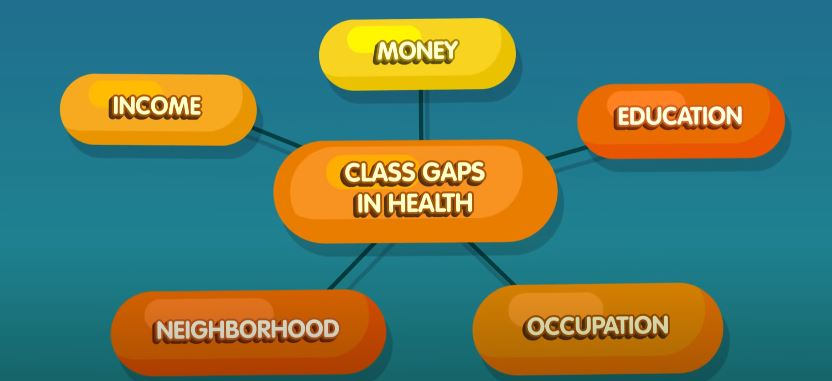 MONEY
INCOME
EDUCATION
CLASS GAPS
IN HEALTH
NEIGHBORHOOD
OCCUPATION